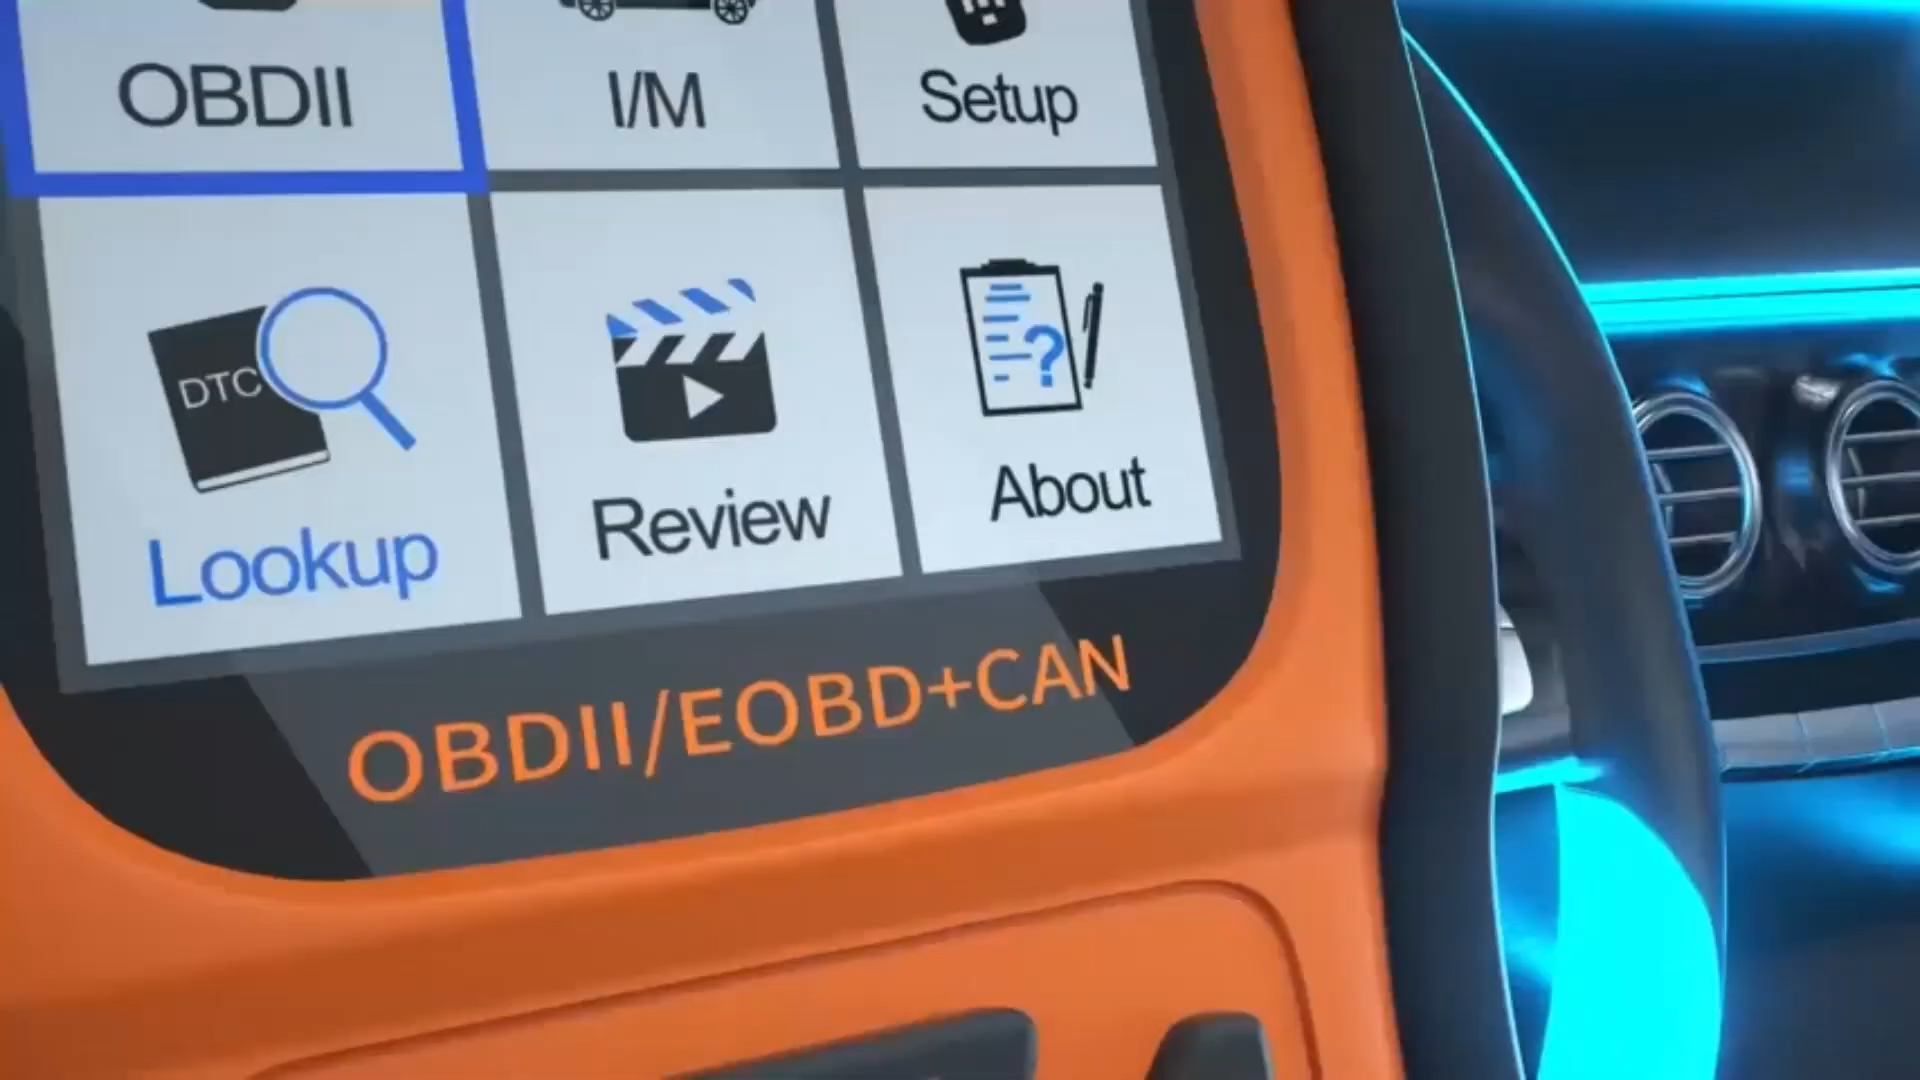 OBDII
I/M
Setup
DTC
Lookup
Review
About
OBDII/EOBD+CAN